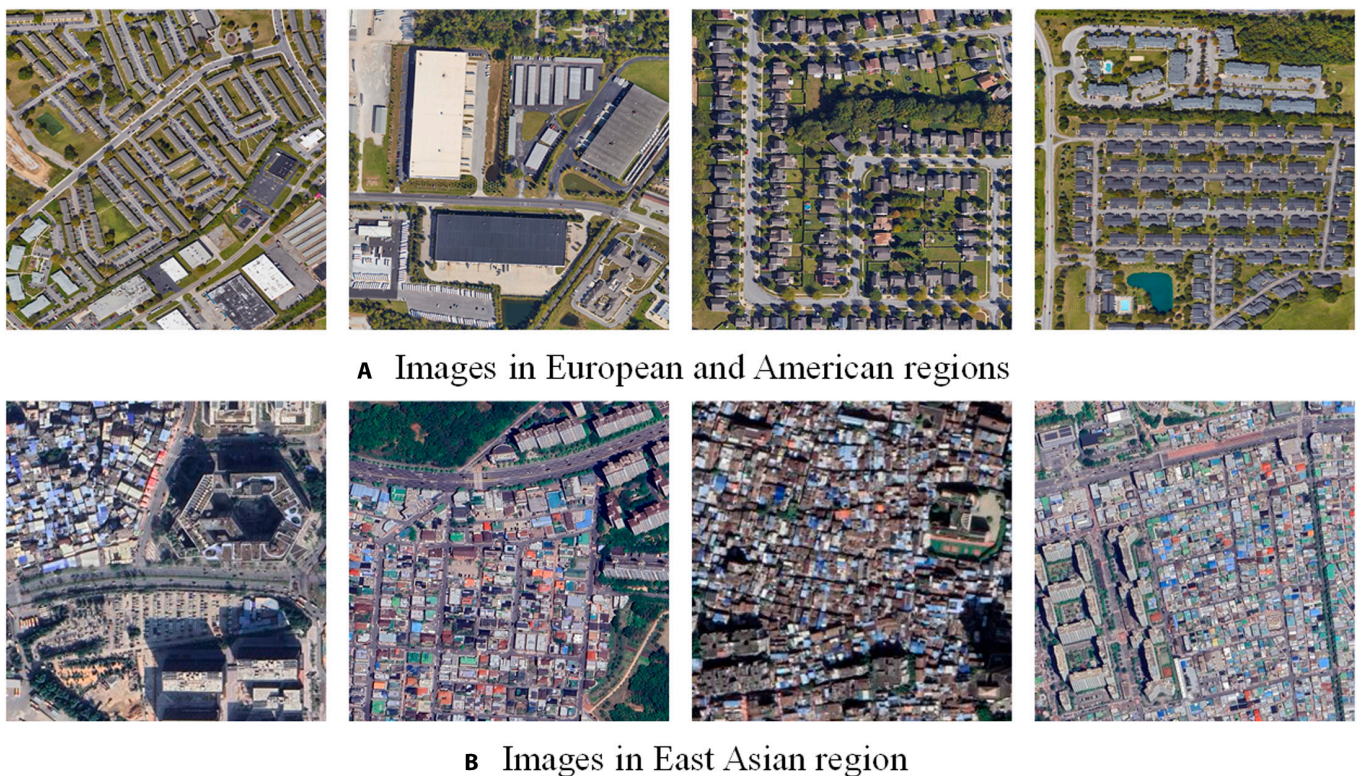 A Images in European and American regions
B Images in East Asian region